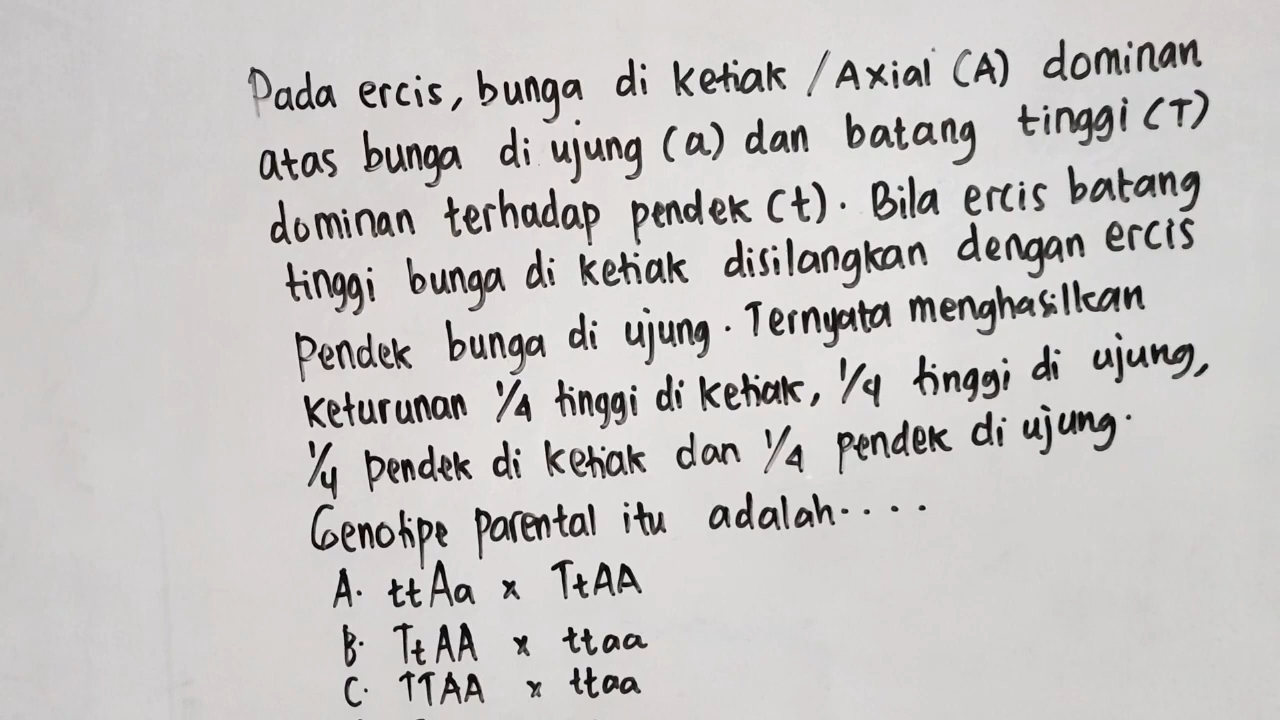 Pada ercis, bunga di ketiak / Axial (A) dominan
atas bunga di ujung (a) dan batang tinggi (T)
dominan terhadap pendek (t). Bila ercis batang
tinggi bunga di ketiak disilangkan dengan ercis
Pendek bunga di ujung. Ternyata menghasilkan
keturunan 1/4 tinggi di ketiak, 1/4 tinggi di ujung,
1/4 pendek di ketiak dan 1/4 pendek di ujung.
Genotipe parental itu adalah....
A. ttAa x TtAA
B. TtAA x ttaa
C. TTAA x ttaa